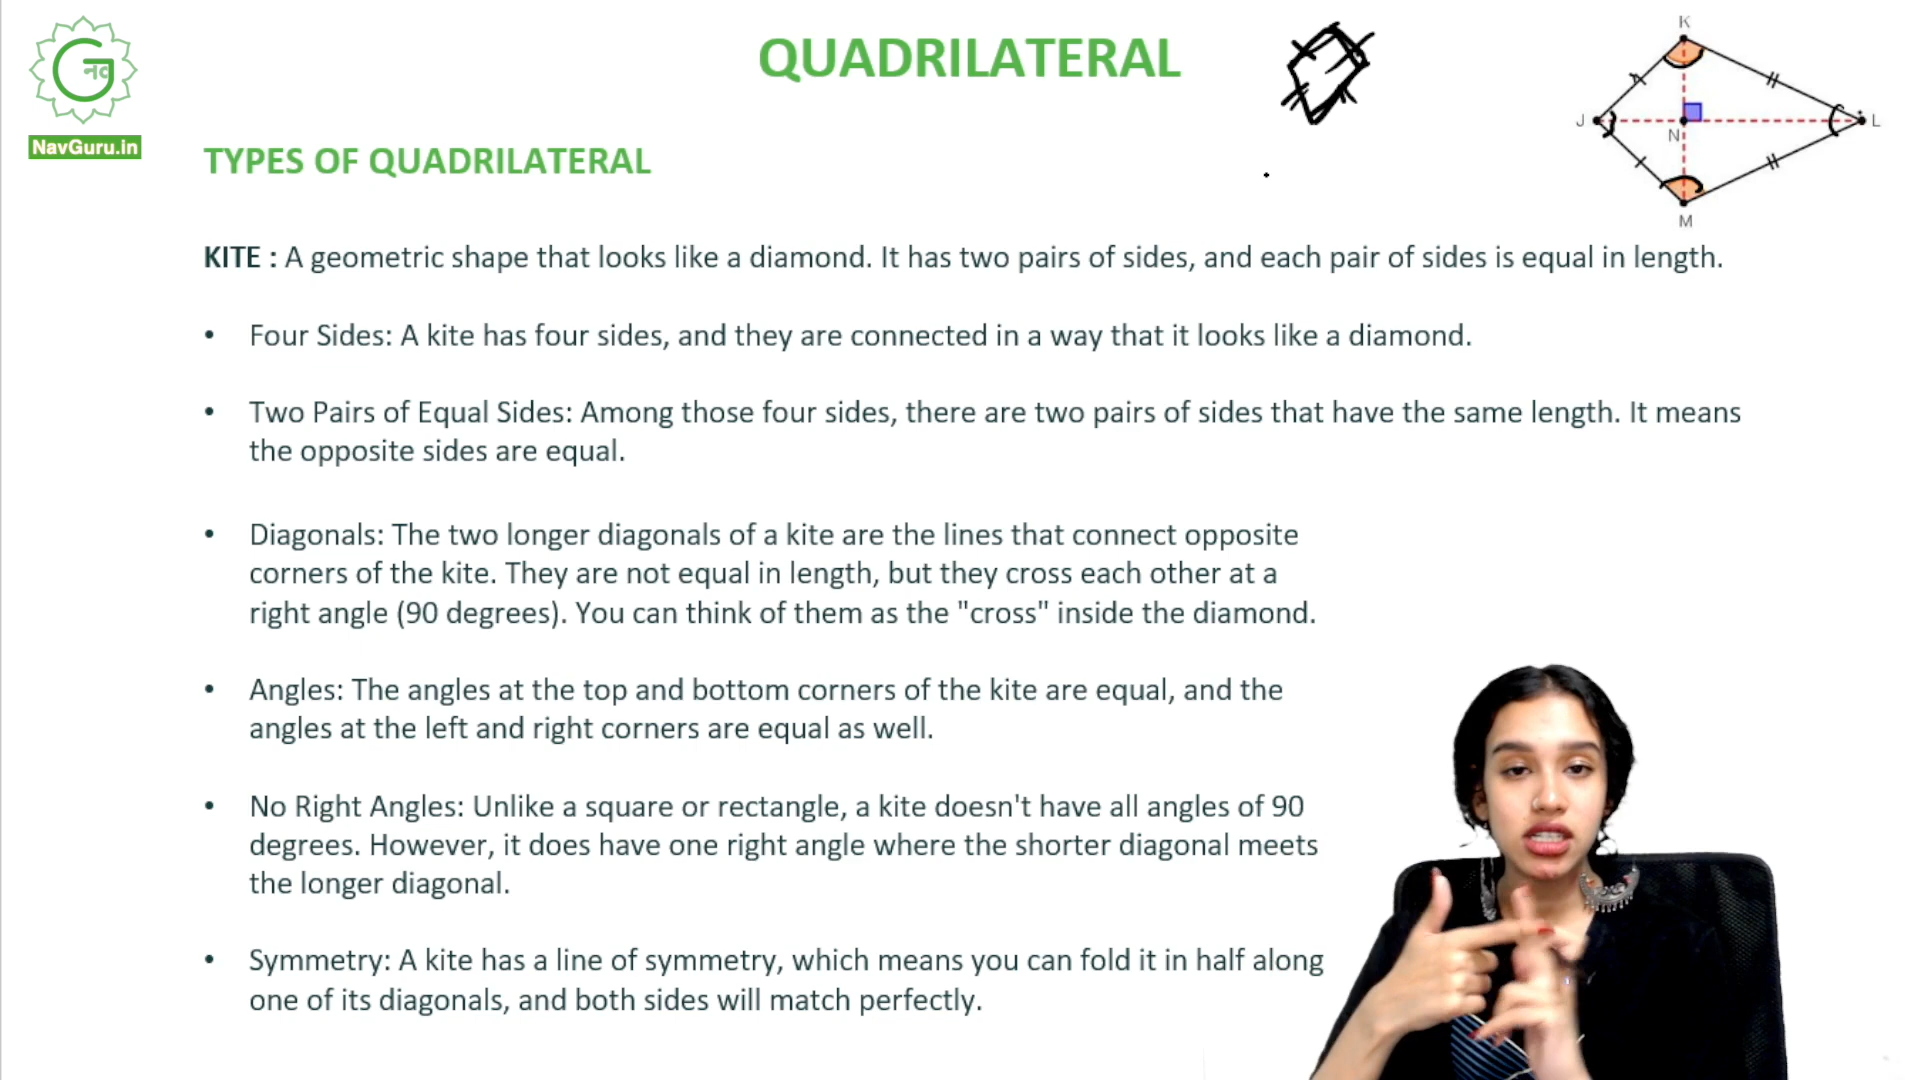 नव
NavGuru.in
QUADRILATERAL
K
J
N
L
M
TYPES OF QUADRILATERAL
KITE : A geometric shape that looks like a diamond. It has two pairs of sides, and each pair of sides is equal in length.
• Four Sides: A kite has four sides, and they are connected in a way that it looks like a diamond.
• Two Pairs of Equal Sides: Among those four sides, there are two pairs of sides that have the same length. It means
the opposite sides are equal.
• Diagonals: The two longer diagonals of a kite are the lines that connect opposite
corners of the kite. They are not equal in length, but they cross each other at a
right angle (90 degrees). You can think of them as the "cross" inside the diamond.
• Angles: The angles at the top and bottom corners of the kite are equal, and the
angles at the left and right corners are equal as well.
• No Right Angles: Unlike a square or rectangle, a kite doesn't have all angles of 90
degrees. However, it does have one right angle where the shorter diagonal meets
the longer diagonal.
• Symmetry: A kite has a line of symmetry, which means you can fold it in half along
one of its diagonals, and both sides will match perfectly.